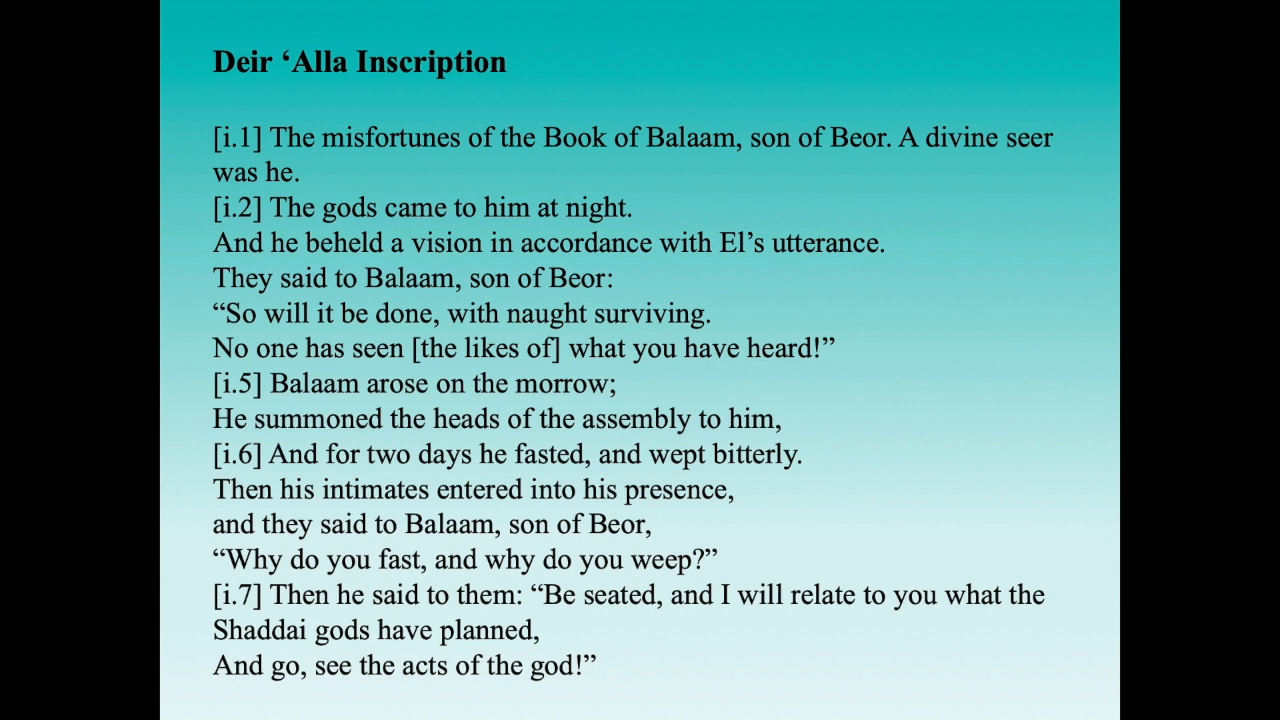 Deir ‘Alla Inscription
[i.1] The misfortunes of the Book of Balaam, son of Beor. A divine seer
was he.
[i.2] The gods came to him at night.
And he beheld a vision in accordance with El’s utterance.
They said to Balaam, son of Beor:
“So will it be done, with naught surviving.
No one has seen [the likes of] what you have heard!”
[i.5] Balaam arose on the morrow;
He summoned the heads of the assembly to him,
[i.6] And for two days he fasted, and wept bitterly.
Then his intimates entered into his presence,
and they said to Balaam, son of Beor,
“Why do you fast, and why do you weep?”
[i.7] Then he said to them: “Be seated, and I will relate to you what the
Shaddai gods have planned,
And go, see the acts of the god!”